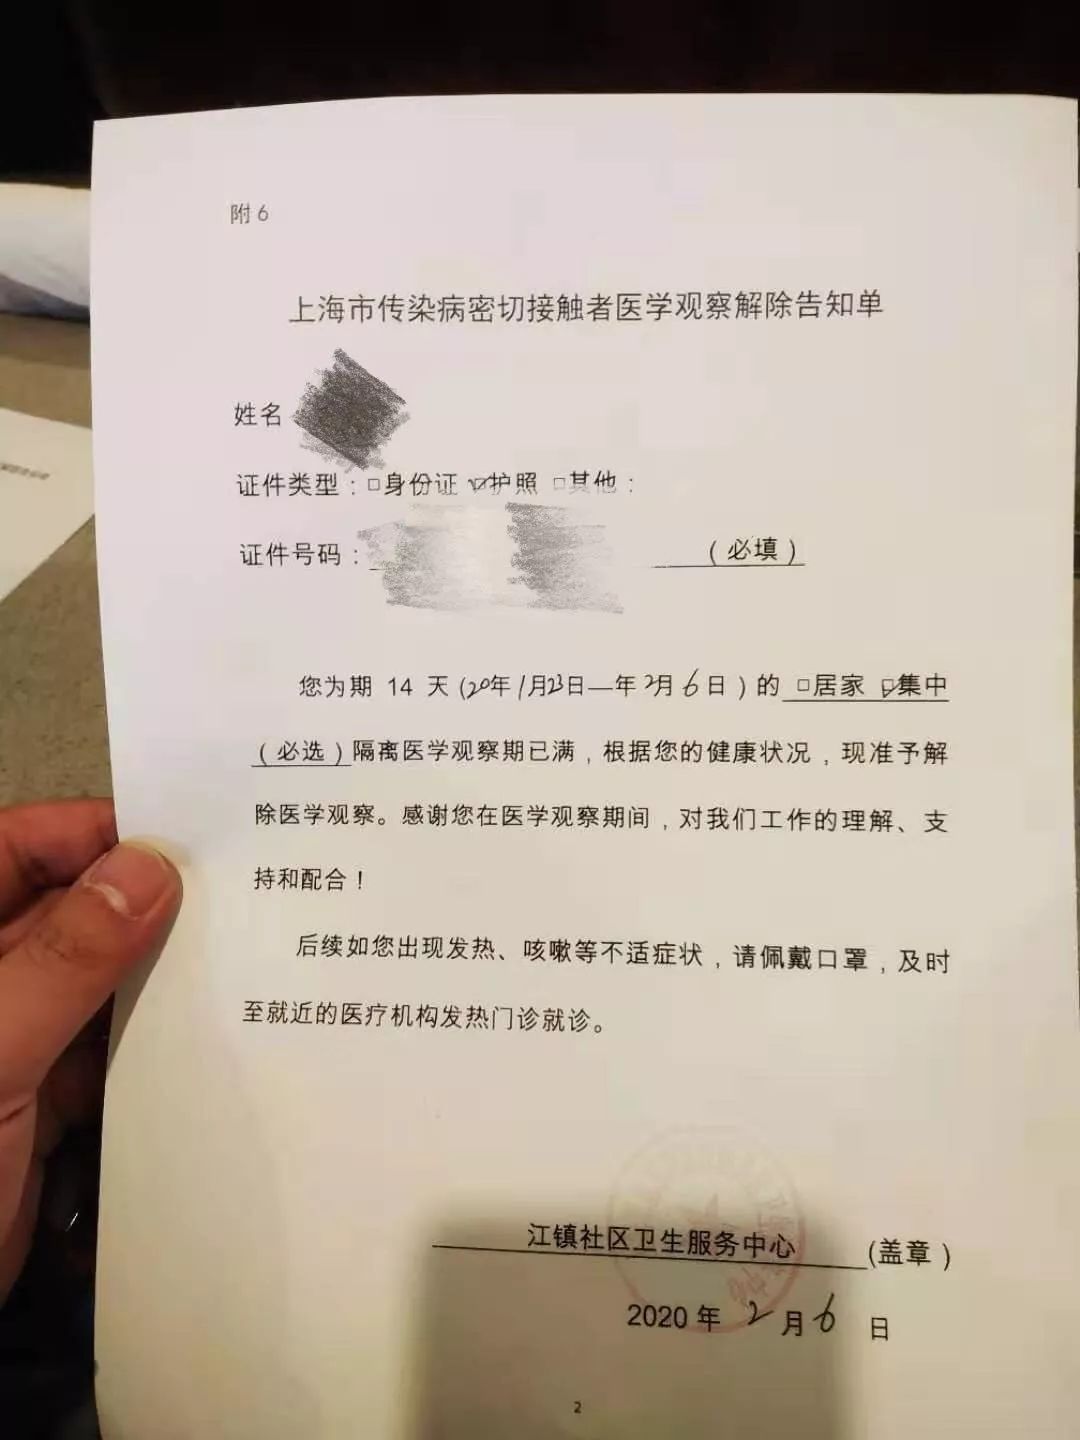 附6
上海市传染病密切接触者医学观察解除告知单
姓名
证件类型：□身份证 ☑护照 □其他：
证件号码： （必填）
您为期 14 天（20年1月23日—年2月6日）的 □居家 ☑集中
（必选）隔离医学观察期已满，根据您的健康状况，现准予解
除医学观察。感谢您在医学观察期间，对我们工作的理解、支
持和配合！
后续如您出现发热、咳嗽等不适症状，请佩戴口罩，及时
至就近的医疗机构发热门诊就诊。
江镇社区卫生服务中心 （盖章）
2020年2月6日
2